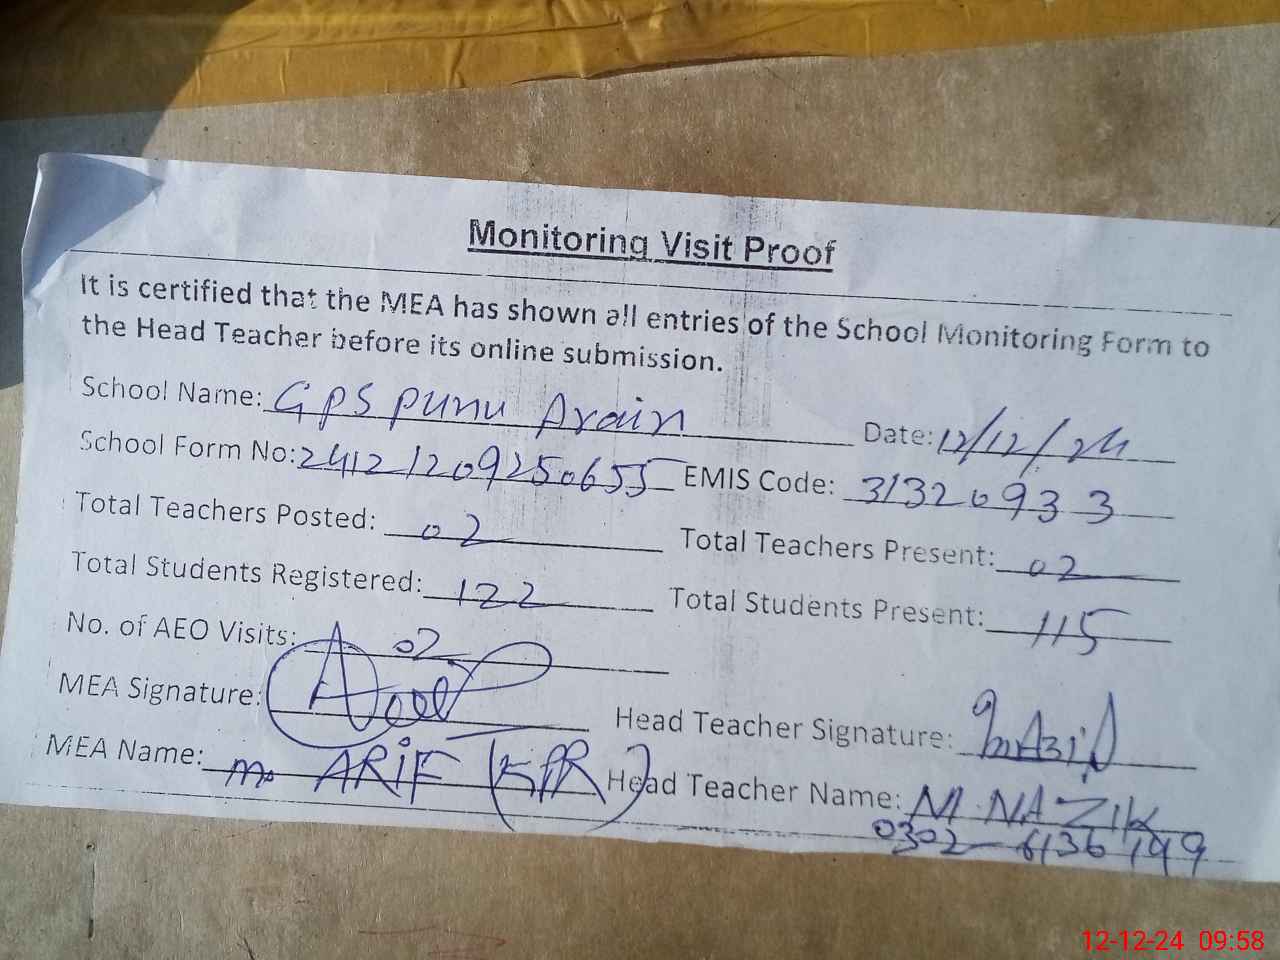 Monitoring Visit Proof
It is certified that the MEA has shown all entries of the School Monitoring Form to
the Head Teacher before its online submission.
School Name: GPS Punu Arain Date: 12/12/24
School Form No: 24121209250655 EMIS Code: 31320933
Total Teachers Posted: 02 Total Teachers Present: 02
Total Students Registered: 122 Total Students Present: 115
No. of AEO Visits: 02
MEA Signature: Head Teacher Signature:
MEA Name: M. ARIF (KPR) Head Teacher Name: M. NAZIK
0302-6136199
12-12-24 09:58